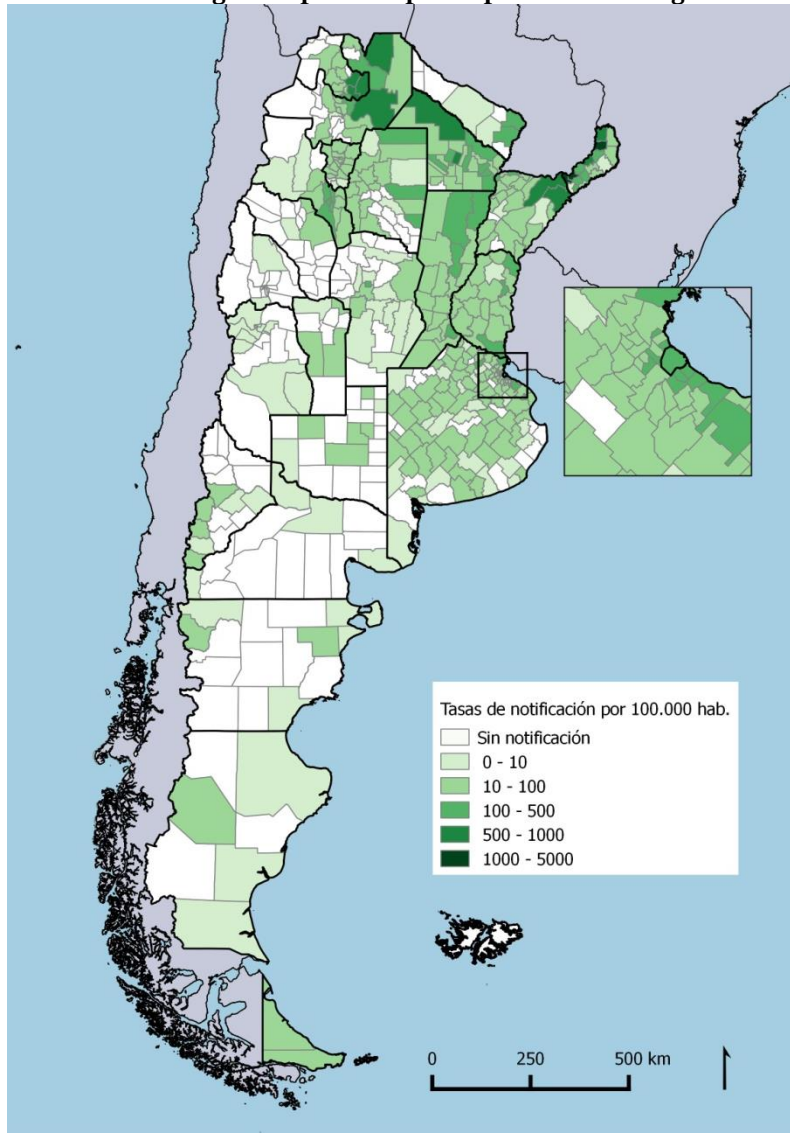 Tasas de notificación por 100.000 hab.
Sin notificación
0 - 10
10 - 100
100 - 500
500 - 1000
1000 - 5000
0 250 500 km